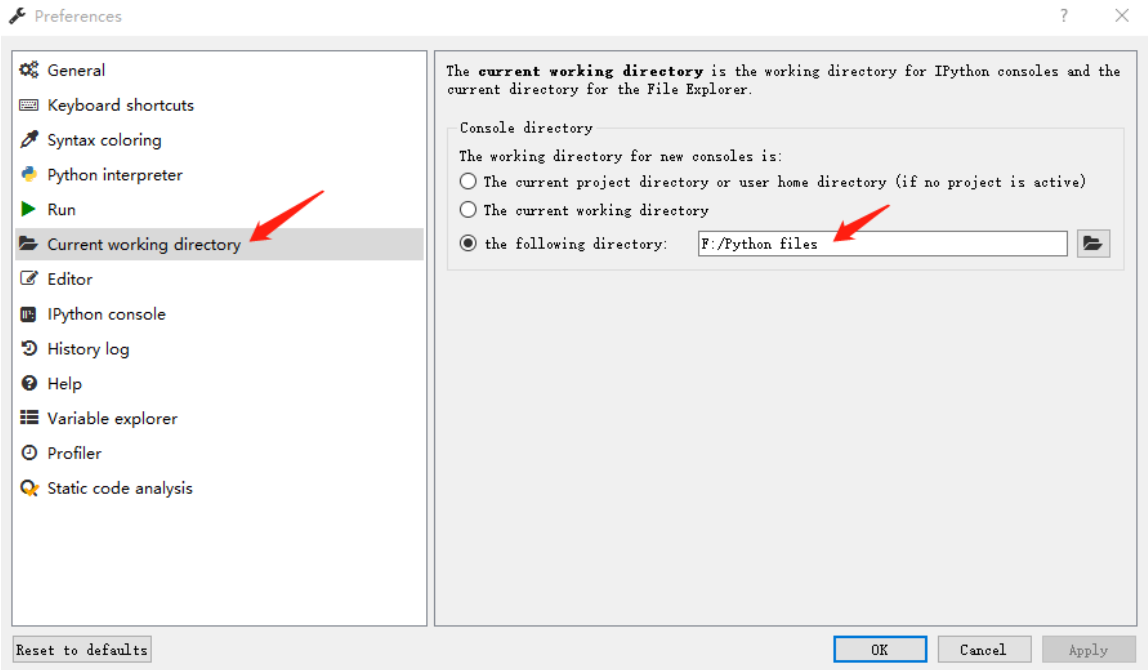 Preferences
?
General
Keyboard shortcuts
Syntax coloring
Python interpreter
Run
Current working directory
Editor
IPython console
History log
Help
Variable explorer
Profiler
Static code analysis
The current working directory is the working directory for IPython consoles and the
current directory for the File Explorer.
Console directory
The working directory for new consoles is:
The current project directory or user home directory (if no project is active)
The current working directory
the following directory: F:/Python files
Reset to defaults
OK Cancel Apply